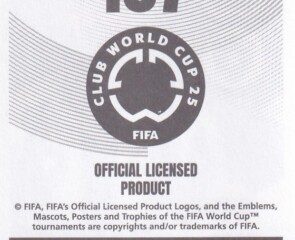 137
CLUB WORLD CUP 25
FIFA
OFFICIAL LICENSED
PRODUCT
© FIFA, FIFA's Official Licensed Product Logos, and the Emblems,
Mascots, Posters and Trophies of the FIFA World Cup™
tournaments are copyrights and/or trademarks of FIFA.